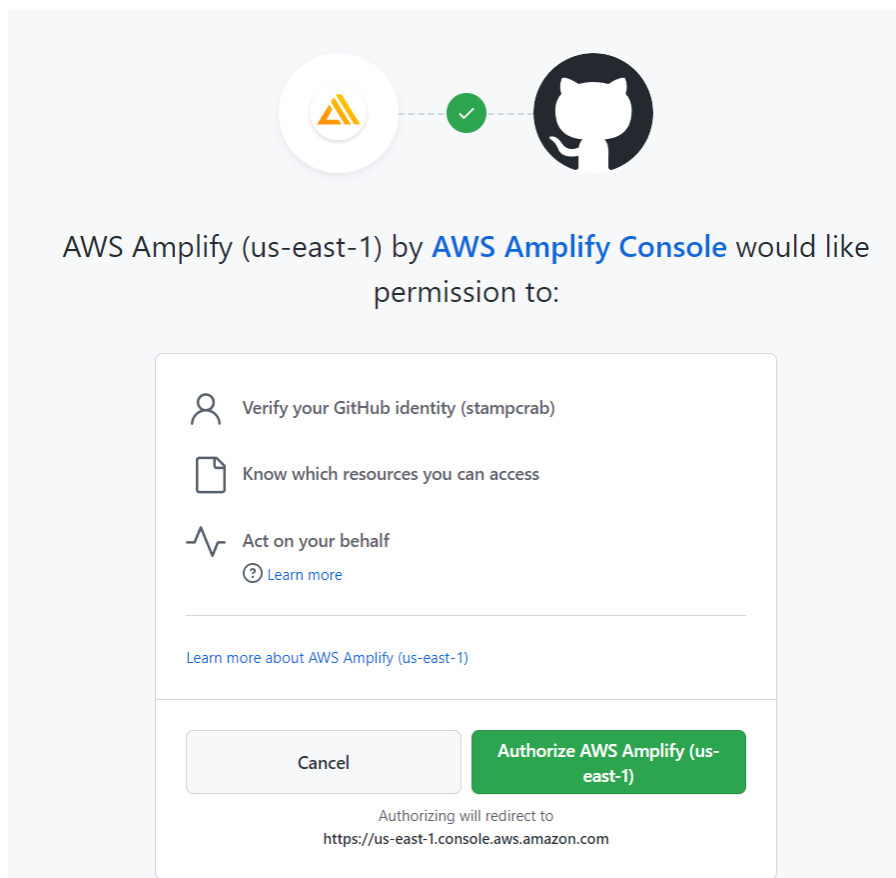 AWS Amplify (us-east-1) by AWS Amplify Console would like
permission to:
Verify your GitHub identity (stampcrab)
Know which resources you can access
Act on your behalf
Learn more
Learn more about AWS Amplify (us-east-1)
Cancel
Authorize AWS Amplify (us-
east-1)
Authorizing will redirect to
https://us-east-1.console.aws.amazon.com